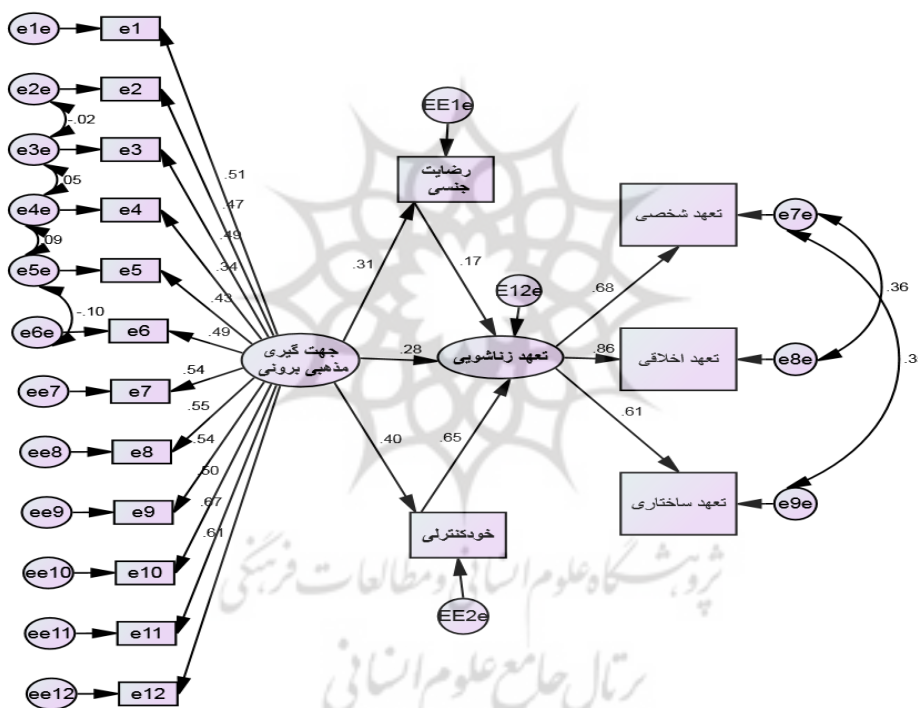 e1e
e1
e2e
e2
-.02
e3e
e3
.05
e4e
e4
.09
e5e
e5
-.10
e6e
e6
ee7
e7
ee8
e8
ee9
e9
ee10
e10
ee11
e11
ee12
e12
.51
.47
.49
.34
.43
.49
.54
.55
.54
.50
.67
.61
جهت گیری
مذهبی برونی
EE1e
رضایت
جنسی
.31
.17
E12e
.28
تعهد زناشویی
.40
.65
خودکنترلی
EE2e
.68
.86
.61
تعهد شخصی
تعهد اخلاقی
تعهد ساختاری
e7e
e8e
e9e
.36
.3
پژوهشگاه علوم انسانی و مطالعات فرهنگی
پرتال جامع علوم انسانی